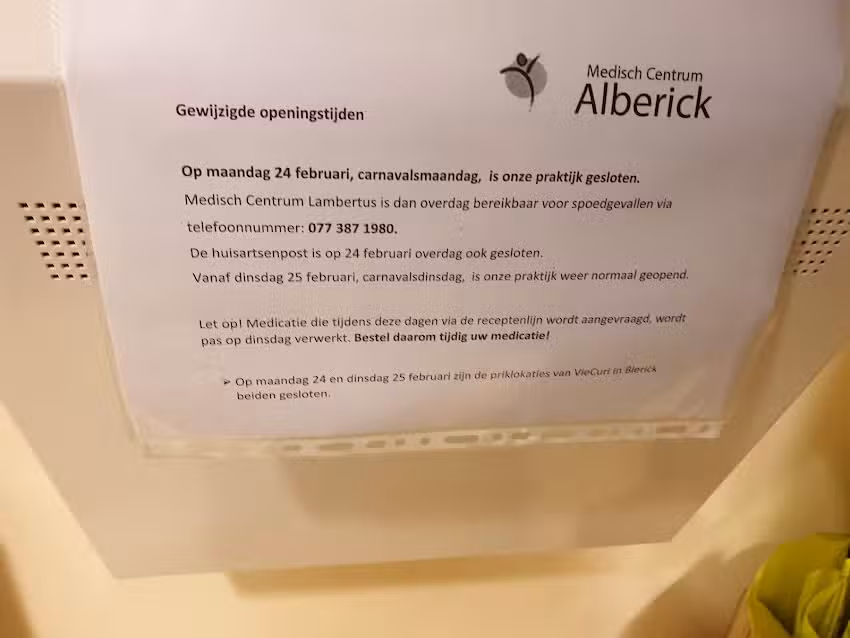 Medisch Centrum
Alberick
Gewijzigde openingstijden
Op maandag 24 februari, carnavalsmaandag, is onze praktijk gesloten.
Medisch Centrum Lambertus is dan overdag bereikbaar voor spoedgevallen via
telefoonnummer: 077 387 1980.
De huisartsenpost is op 24 februari overdag ook gesloten.
Vanaf dinsdag 25 februari, carnavalsdinsdag, is onze praktijk weer normaal geopend.
Let op! Medicatie die tijdens deze dagen via de receptenlijn wordt aangevraagd, wordt
pas op dinsdag verwerkt. Bestel daarom tijdig uw medicatie!
➢ Op maandag 24 en dinsdag 25 februari zijn de priklokaties van VieCuri in Blerick
beiden gesloten.